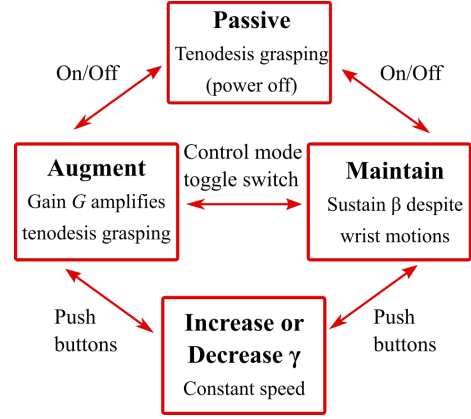 Passive
Tenodesis grasping
(power off)
On/Off
On/Off
Augment
Gain G amplifies
tenodesis grasping
Control mode
toggle switch
Maintain
Sustain β despite
wrist motions
Push
buttons
Increase or
Decrease γ
Constant speed
Push
buttons